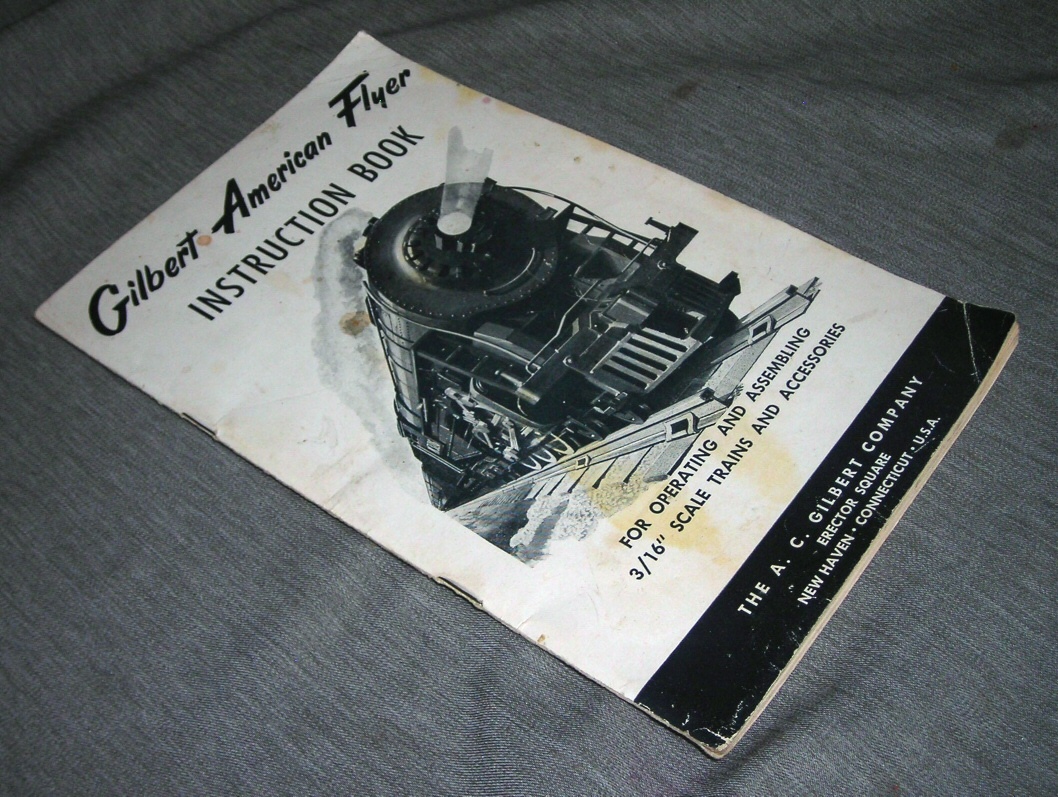 Gilbert • American Flyer
INSTRUCTION BOOK
FOR OPERATING AND ASSEMBLING
3/16" SCALE TRAINS AND ACCESSORIES
THE A. C. GILBERT COMPANY
ERECTOR SQUARE
NEW HAVEN • CONNECTICUT • U.S.A.